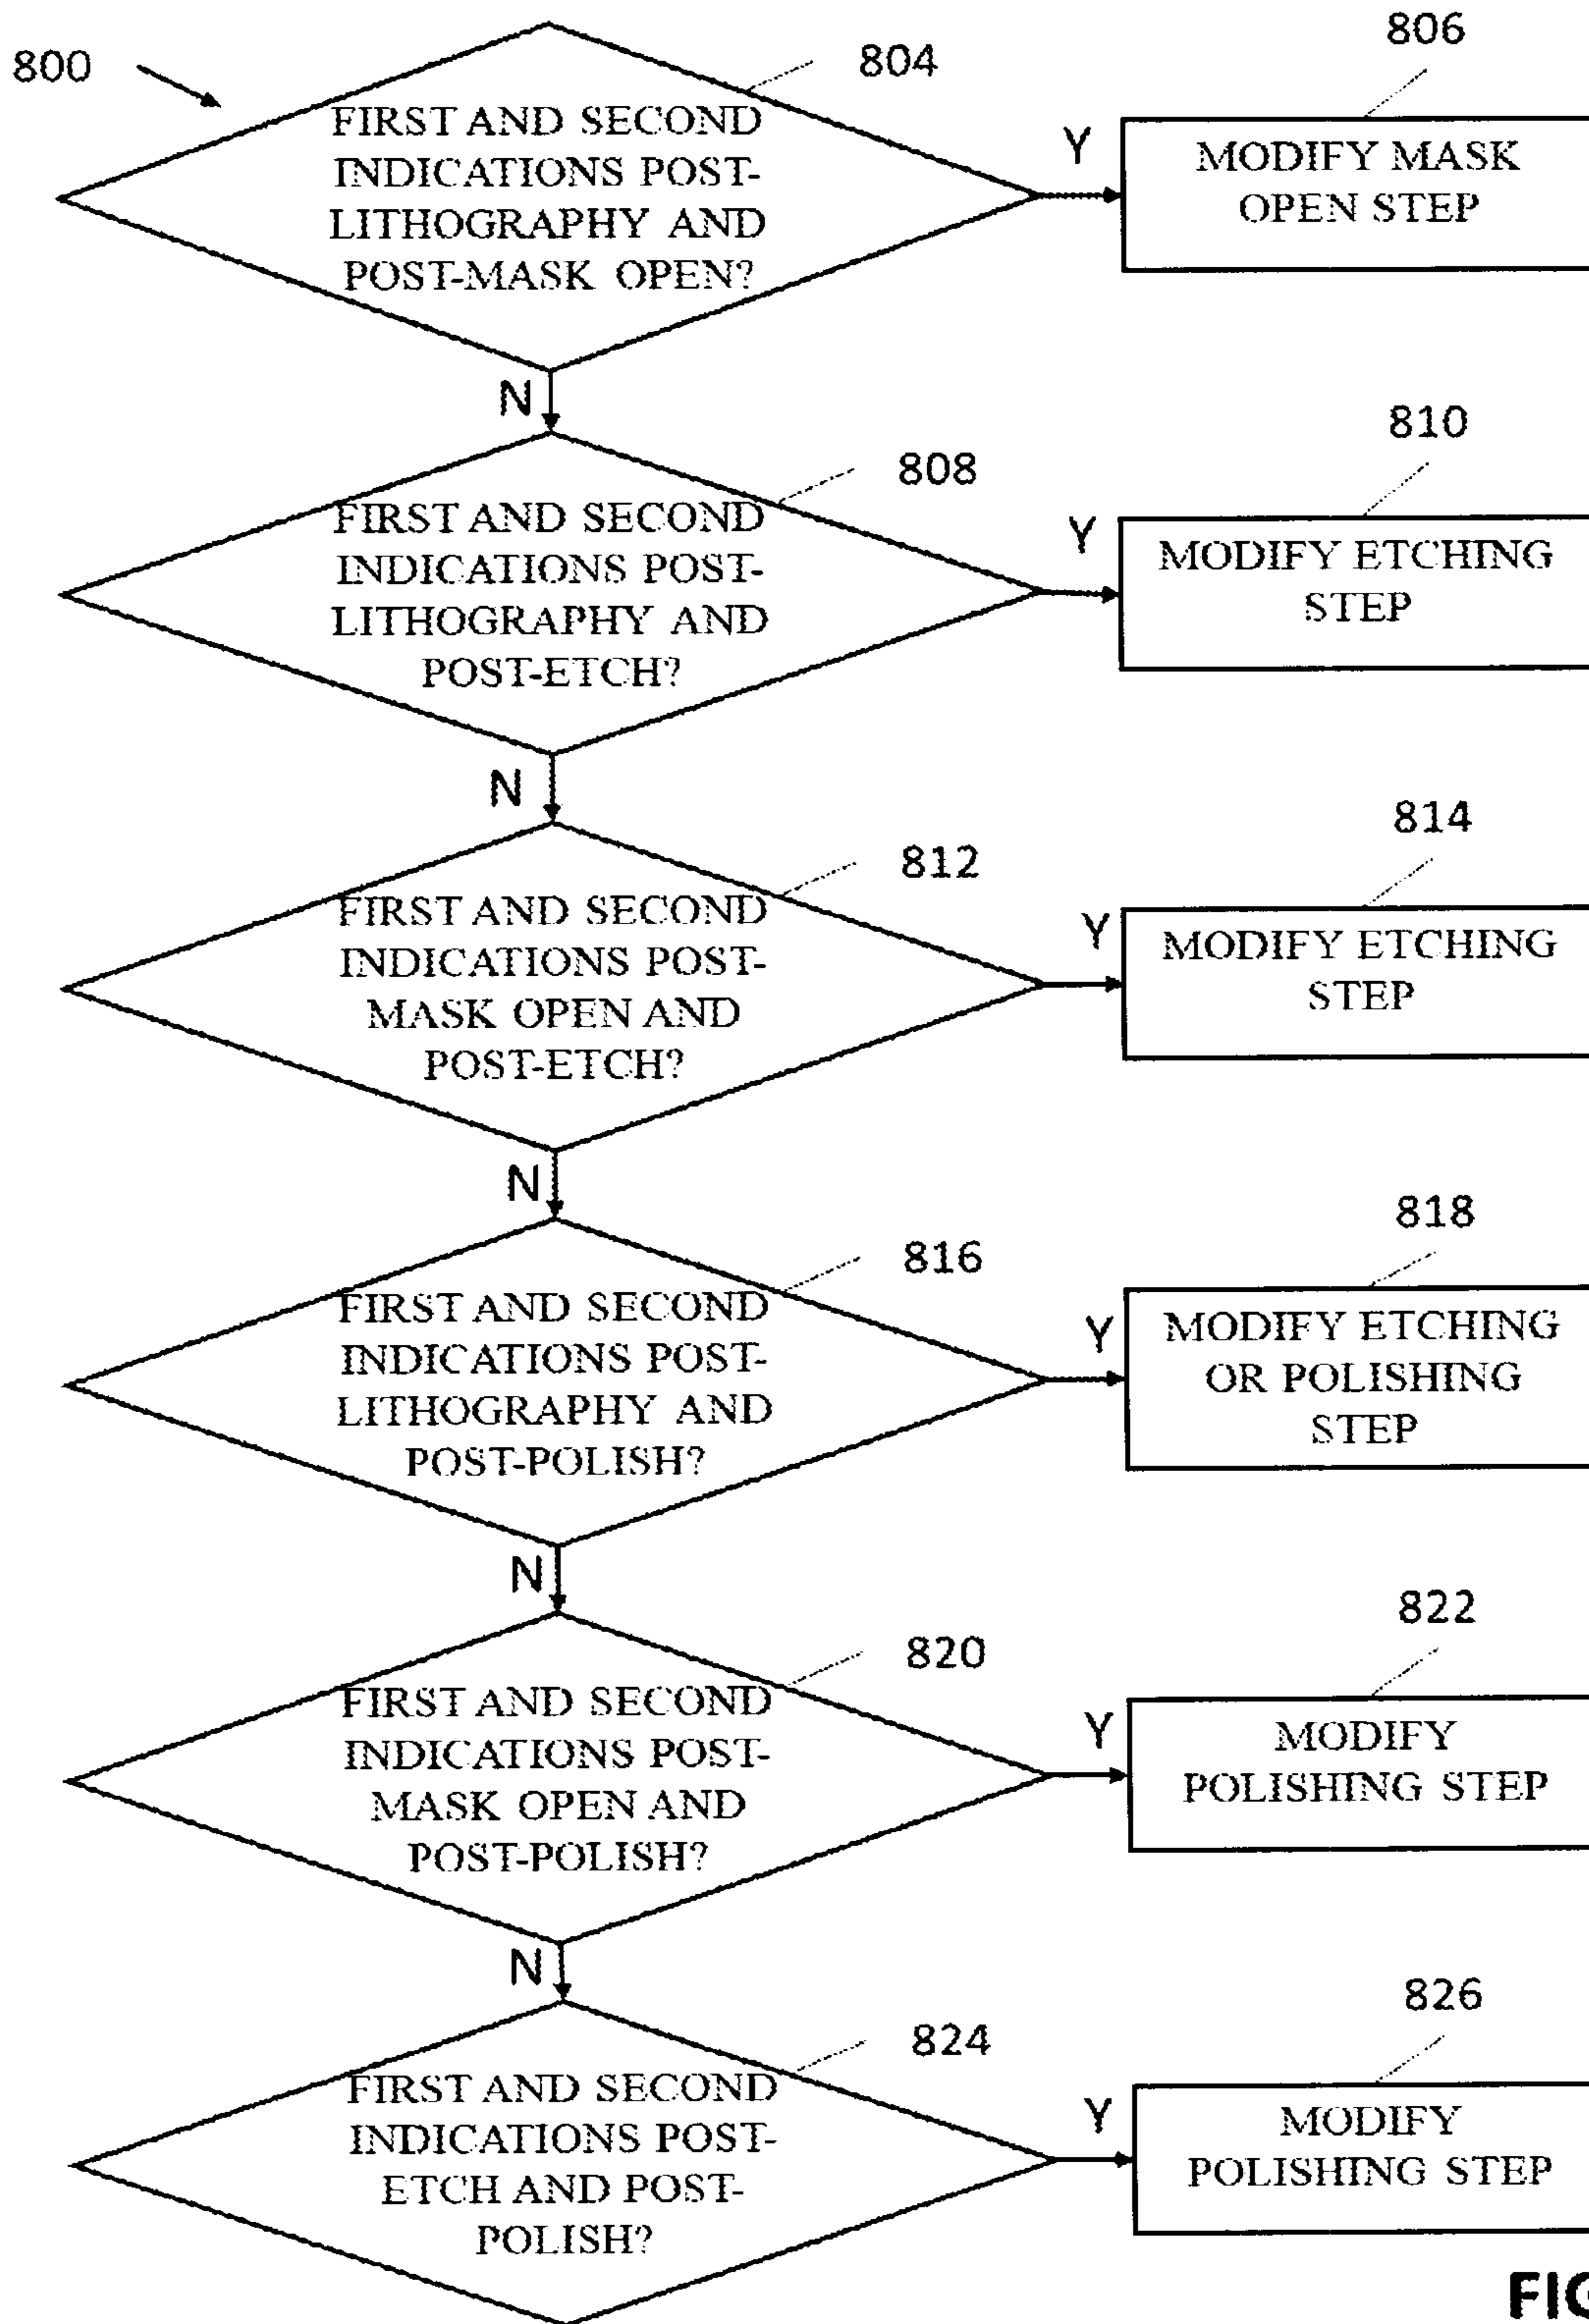 800
804
806
FIRST AND SECOND
INDICATIONS POST-
LITHOGRAPHY AND
POST-MASK OPEN?
Y
MODIFY MASK
OPEN STEP
N
808
810
FIRST AND SECOND
INDICATIONS POST-
LITHOGRAPHY AND
POST-ETCH?
Y
MODIFY ETCHING
STEP
N
812
814
FIRST AND SECOND
INDICATIONS POST-
MASK OPEN AND
POST-ETCH?
Y
MODIFY ETCHING
STEP
N
816
818
FIRST AND SECOND
INDICATIONS POST-
LITHOGRAPHY AND
POST-POLISH?
Y
MODIFY ETCHING
OR POLISHING
STEP
N
820
822
FIRST AND SECOND
INDICATIONS POST-
MASK OPEN AND
POST-POLISH?
Y
MODIFY
POLISHING STEP
N
824
826
FIRST AND SECOND
INDICATIONS POST-
ETCH AND POST-
POLISH?
Y
MODIFY
POLISHING STEP
FIG